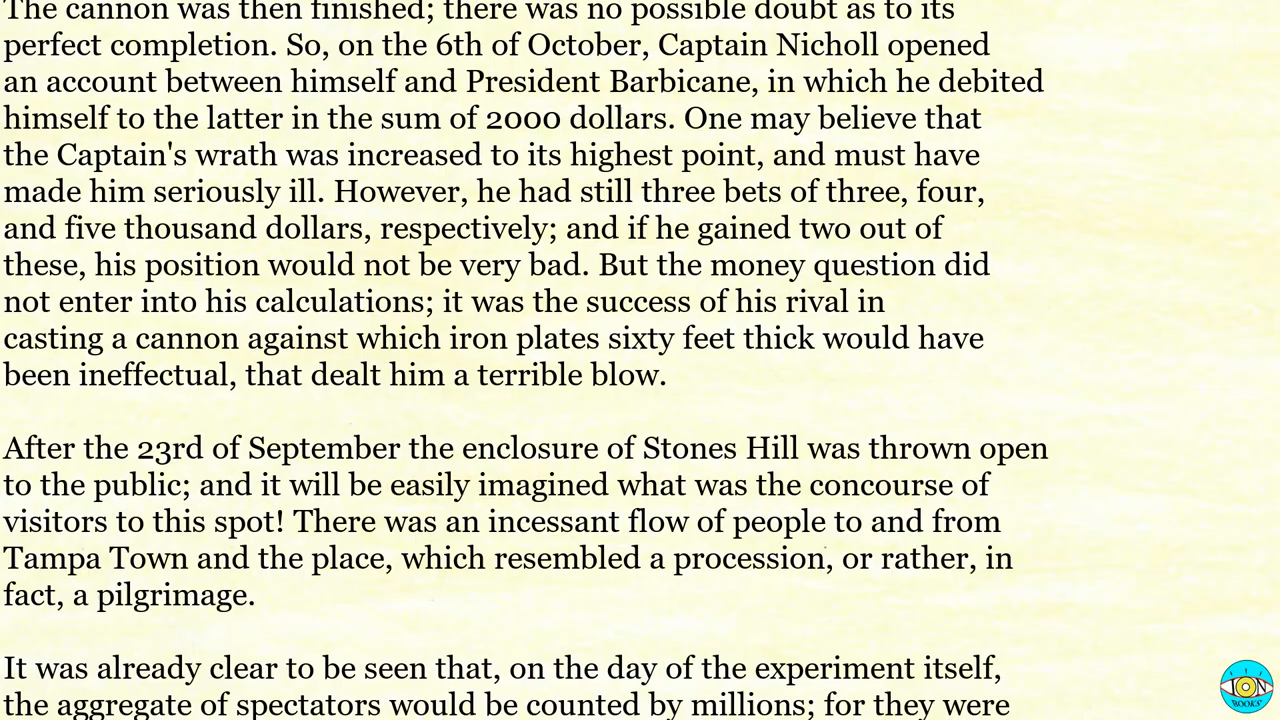 The cannon was then finished; there was no possible doubt as to its
perfect completion. So, on the 6th of October, Captain Nicholl opened
an account between himself and President Barbicane, in which he debited
himself to the latter in the sum of 2000 dollars. One may believe that
the Captain's wrath was increased to its highest point, and must have
made him seriously ill. However, he had still three bets of three, four,
and five thousand dollars, respectively; and if he gained two out of
these, his position would not be very bad. But the money question did
not enter into his calculations; it was the success of his rival in
casting a cannon against which iron plates sixty feet thick would have
been ineffectual, that dealt him a terrible blow.
After the 23rd of September the enclosure of Stones Hill was thrown open
to the public; and it will be easily imagined what was the concourse of
visitors to this spot! There was an incessant flow of people to and from
Tampa Town and the place, which resembled a procession, or rather, in
fact, a pilgrimage.
It was already clear to be seen that, on the day of the experiment itself,
the aggregate of spectators would be counted by millions; for they were
ION
BOOKS